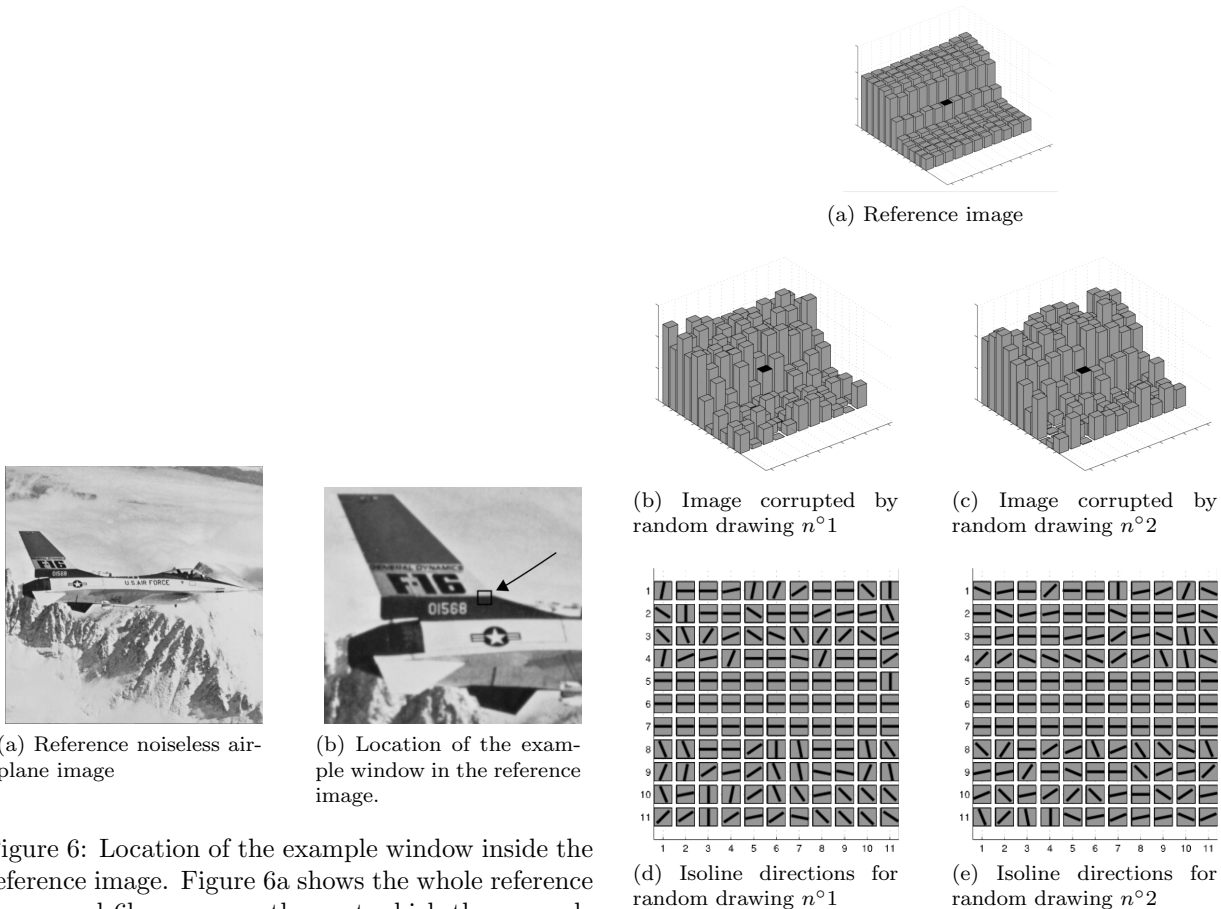 (a) Reference noiseless air-
plane image
(b) Location of the exam-
ple window in the reference
image.
Figure 6: Location of the example window inside the
reference image. Figure 6a shows the whole reference
F-16
01568
U.S. AIR FORCE
GENERAL DYNAMICS
F-16
01568
(a) Reference image
(b) Image corrupted by
random drawing n°1
(c) Image corrupted by
random drawing n°2
1
2
3
4
5
6
7
8
9
10
11
1 2 3 4 5 6 7 8 9 10 11
(d) Isoline directions for
random drawing n°1
1
2
3
4
5
6
7
8
9
10
11
1 2 3 4 5 6 7 8 9 10 11
(e) Isoline directions for
random drawing n°2